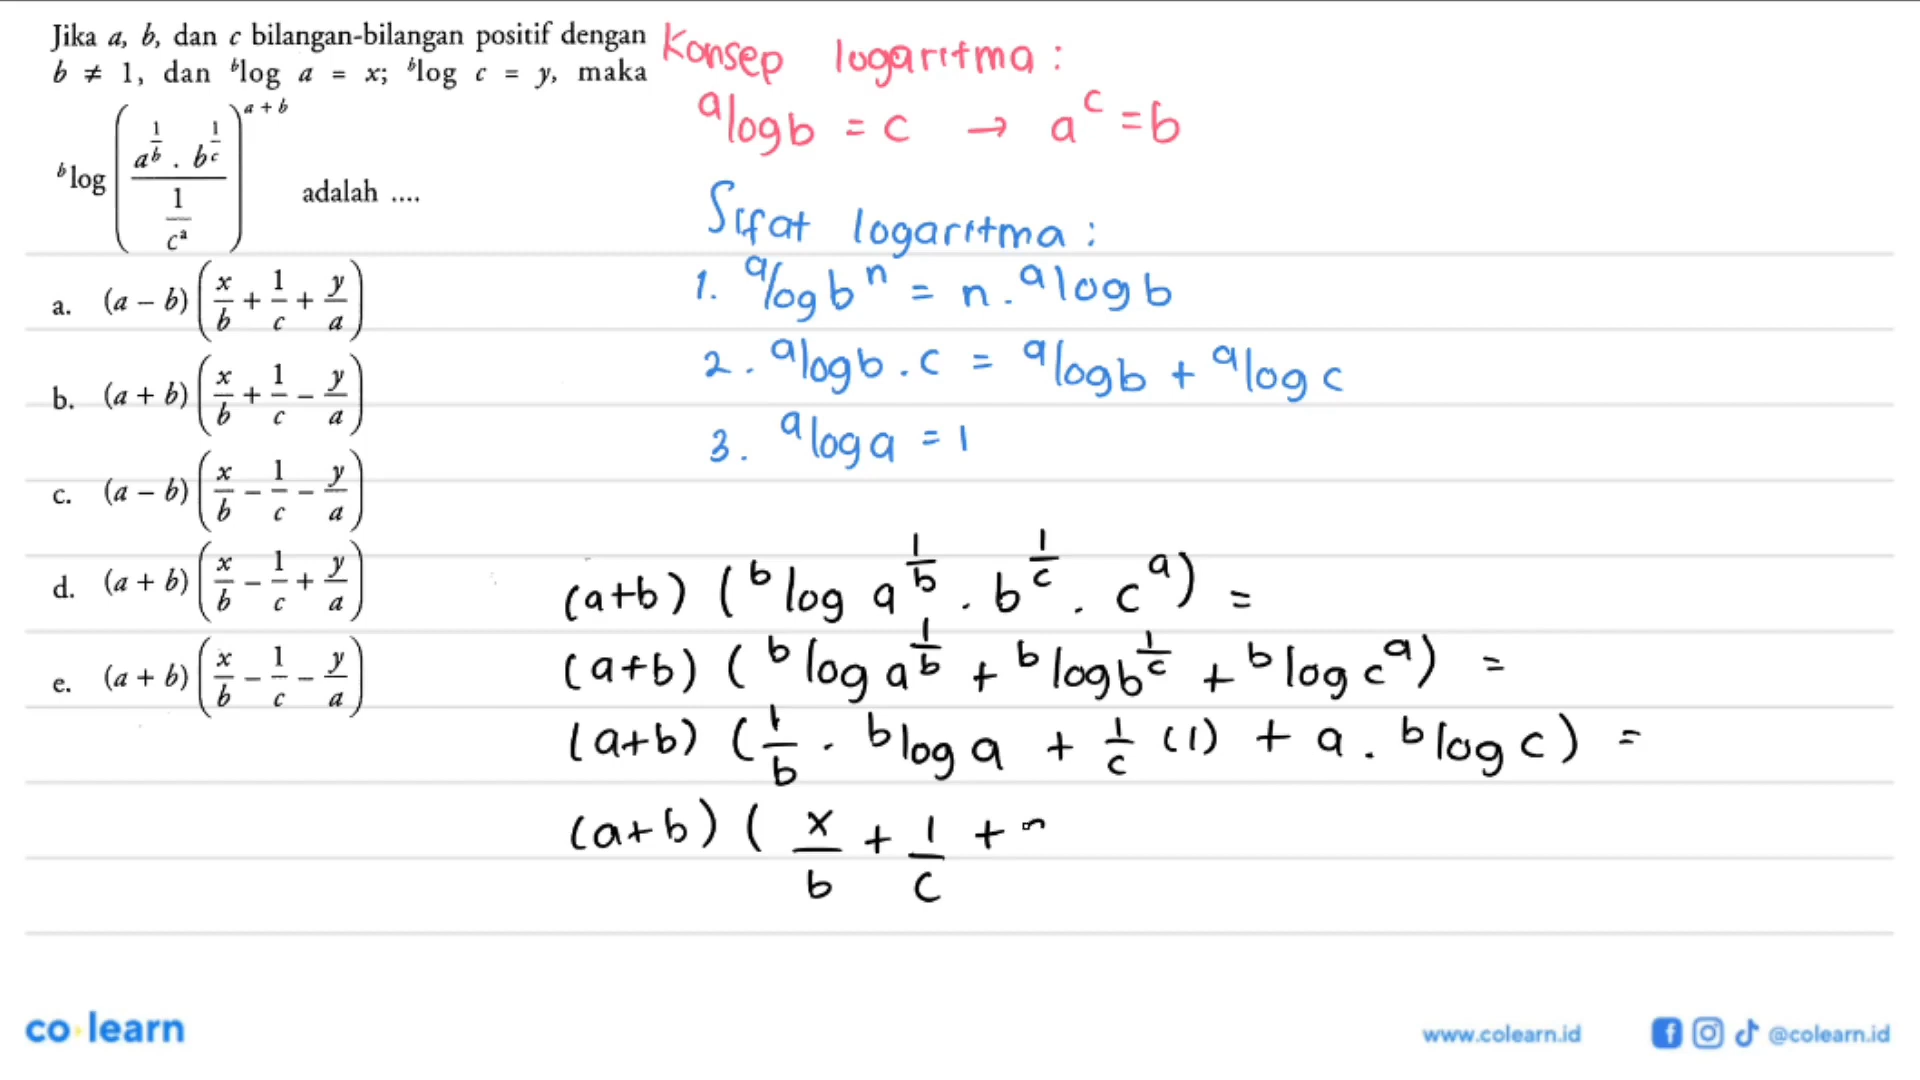 Jika a, b, dan c bilangan-bilangan positif dengan
b ≠ 1, dan ᵇlog a = x; ᵇlog c = y, maka
ᵇlog ( (a^(1/b) . b^(1/c)) / (1/c^a) )^(a + b) adalah ....
a. (a − b) (x/b + 1/c + y/a)
b. (a + b) (x/b + 1/c − y/a)
c. (a − b) (x/b − 1/c − y/a)
d. (a + b) (x/b − 1/c + y/a)
e. (a + b) (x/b − 1/c − y/a)
Konsep logaritma :
ᵃlog b = c → a^c = b
Sifat logaritma :
1. ᵃlog b^n = n . ᵃlog b
2. ᵃlog b . c = ᵃlog b + ᵃlog c
3. ᵃlog a = 1
(a+b) (ᵇlog a^(1/b) . b^(1/c) . c^a) =
(a+b) (ᵇlog a^(1/b) + ᵇlog b^(1/c) + ᵇlog c^a) =
(a+b) (1/b . ᵇlog a + 1/c (1) + a . ᵇlog c) =
(a+b) ( x/b + 1/c +
co learn
www.colearn.id
@colearn.id